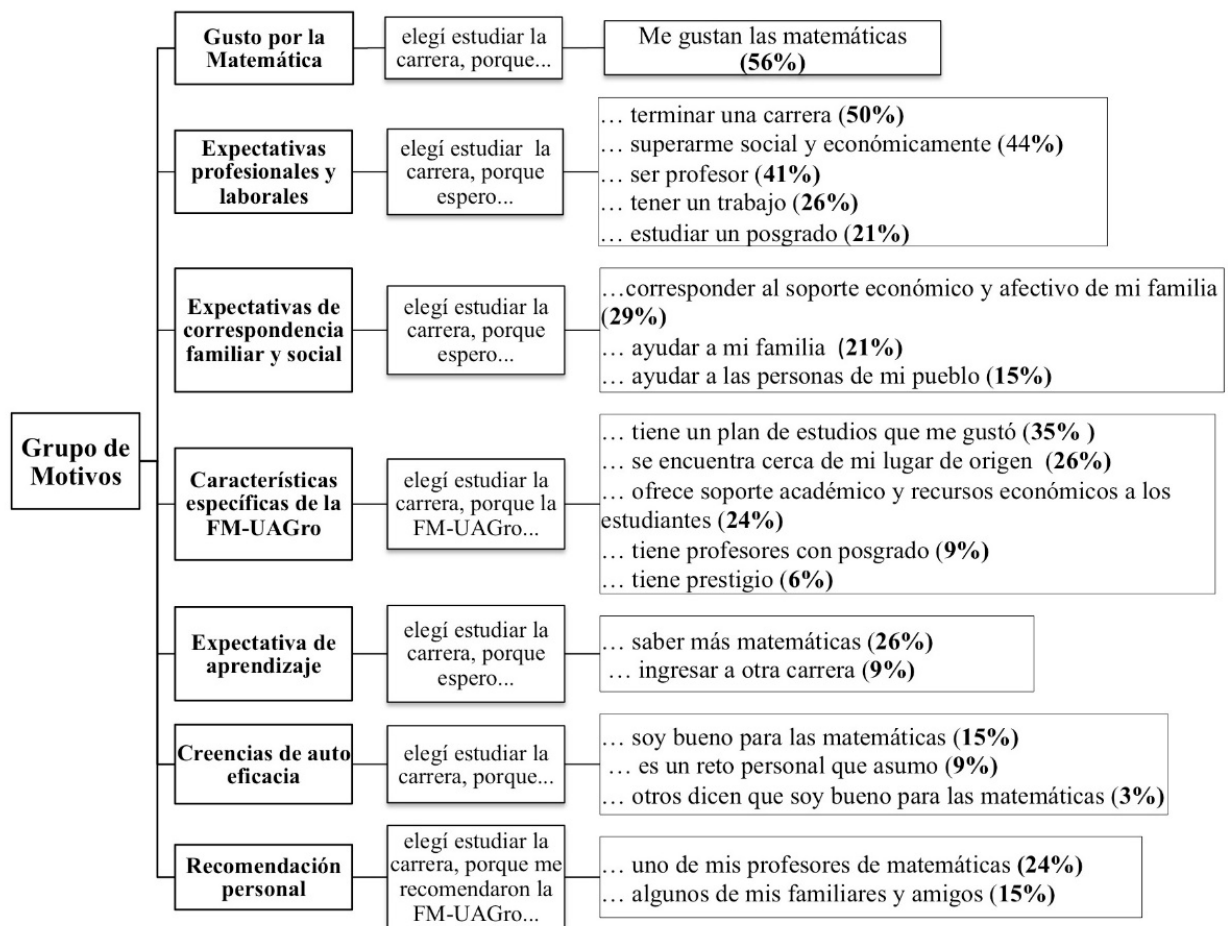 Grupo de
Motivos
Gusto por la
Matemática
elegí estudiar la
carrera, porque...
Me gustan las matemáticas
(56%)
Expectativas
profesionales y
laborales
elegí estudiar la
carrera, porque
espero...
… terminar una carrera (50%)
… superarme social y económicamente (44%)
… ser profesor (41%)
… tener un trabajo (26%)
… estudiar un posgrado (21%)
Expectativas de
correspondencia
familiar y social
elegí estudiar la
carrera, porque
espero...
…corresponder al soporte económico y afectivo de mi familia
(29%)
… ayudar a mi familia (21%)
… ayudar a las personas de mi pueblo (15%)
Características
específicas de la
FM-UAGro
elegí estudiar la
carrera, porque la
FM-UAGro...
… tiene un plan de estudios que me gustó (35% )
… se encuentra cerca de mi lugar de origen (26%)
… ofrece soporte académico y recursos económicos a los
estudiantes (24%)
… tiene profesores con posgrado (9%)
… tiene prestigio (6%)
Expectativa de
aprendizaje
elegí estudiar la
carrera, porque
espero...
… saber más matemáticas (26%)
… ingresar a otra carrera (9%)
Creencias de auto
eficacia
elegí estudiar la
carrera, porque...
… soy bueno para las matemáticas (15%)
… es un reto personal que asumo (9%)
… otros dicen que soy bueno para las matemáticas (3%)
Recomendación
personal
elegí estudiar la
carrera, porque me
recomendaron la
FM-UAGro...
… uno de mis profesores de matemáticas (24%)
… algunos de mis familiares y amigos (15%)